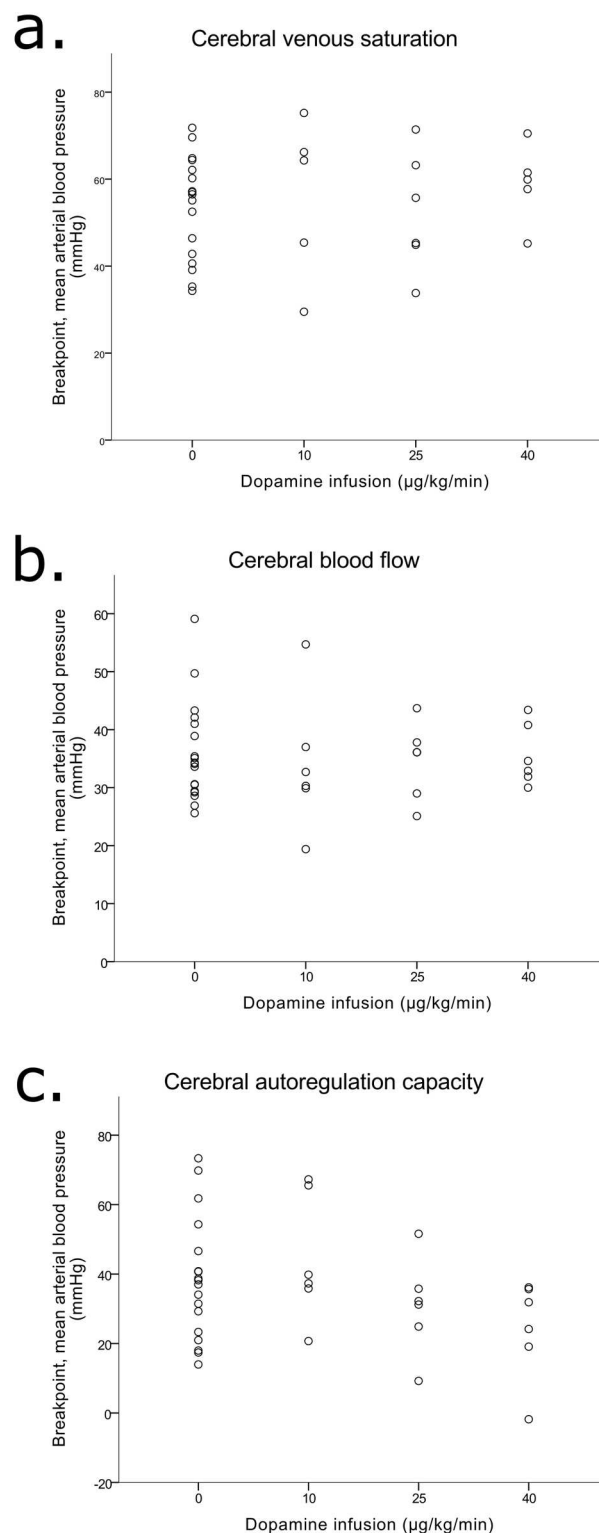 a.
Cerebral venous saturation
Breakpoint, mean arterial blood pressure
(mmHg)
80
60
40
20
0
0 10 25 40
Dopamine infusion (µg/kg/min)
b.
Cerebral blood flow
Breakpoint, mean arterial blood pressure
(mmHg)
60
50
40
30
20
10
0
0 10 25 40
Dopamine infusion (µg/kg/min)
c.
Cerebral autoregulation capacity
Breakpoint, mean arterial blood pressure
(mmHg)
80
60
40
20
0
-20
0 10 25 40
Dopamine infusion (µg/kg/min)